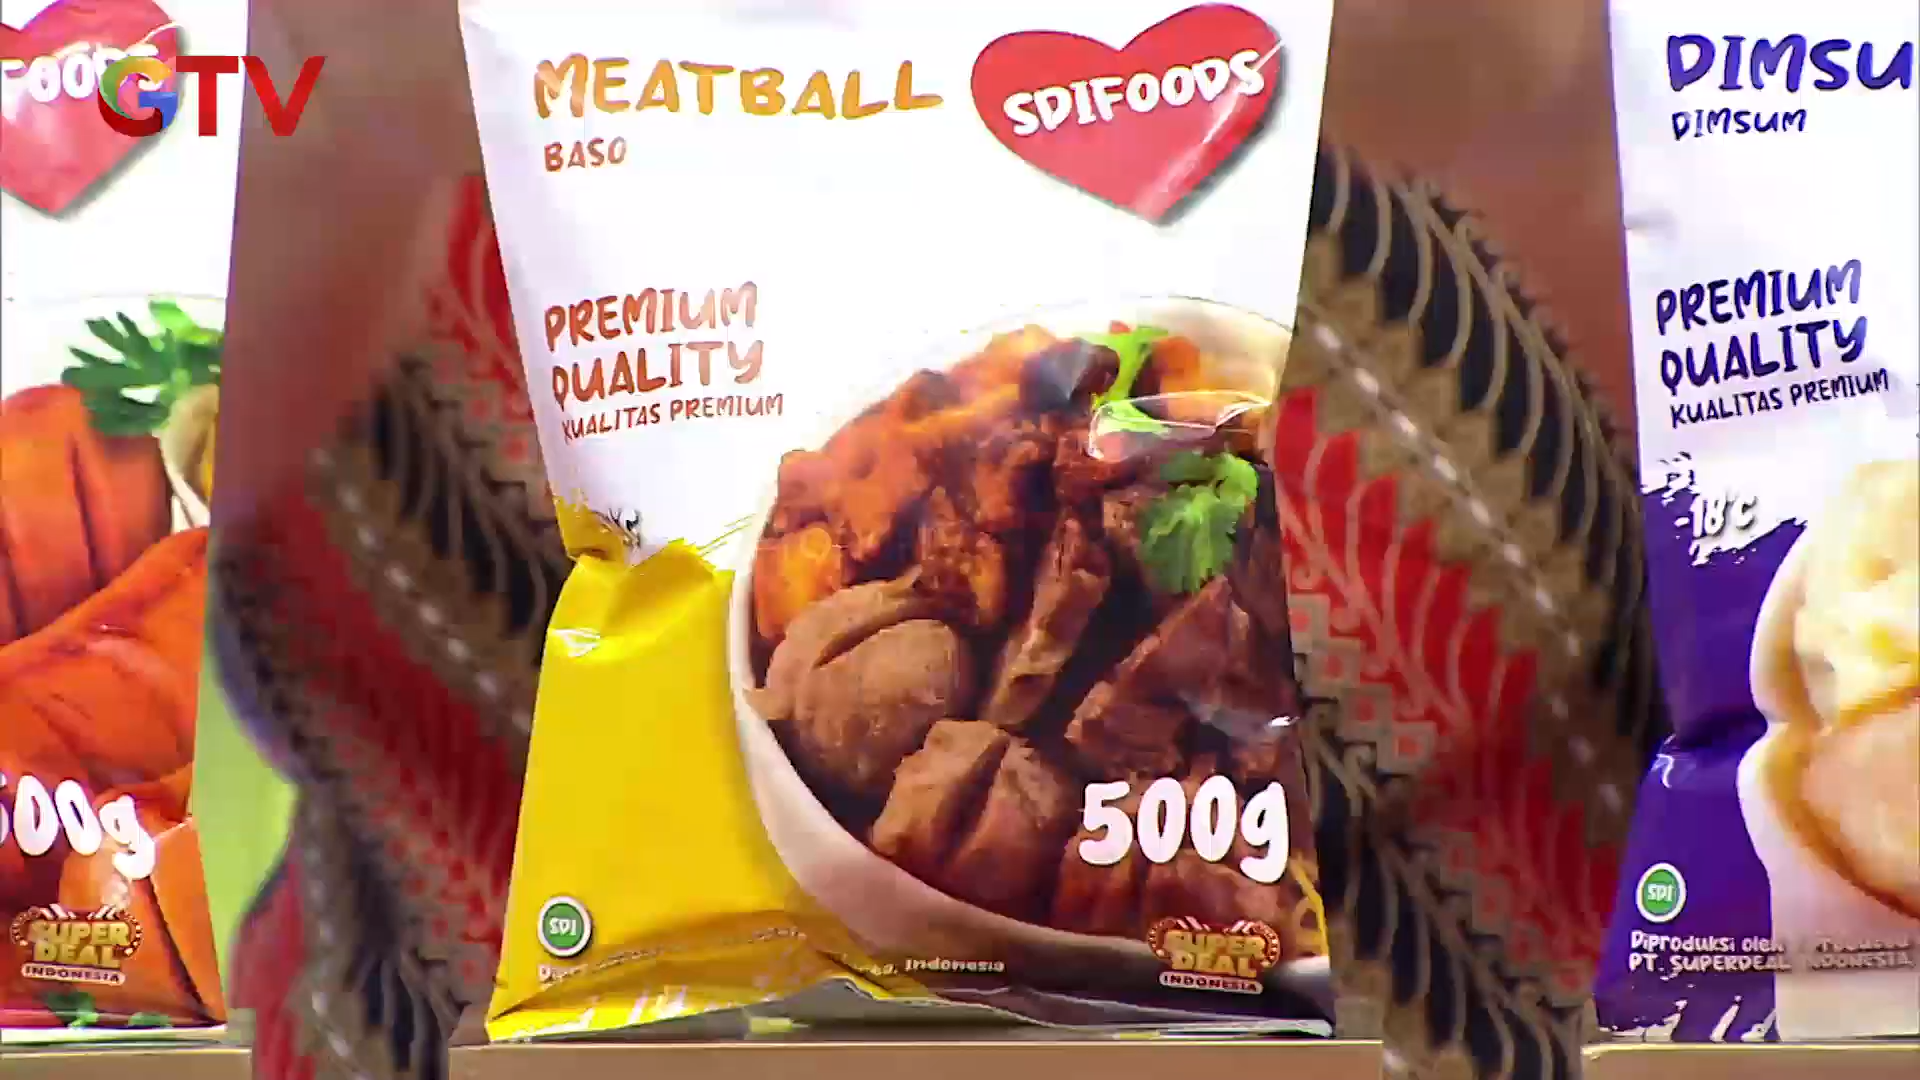 FOODS
GTV
500g
SUPER
DEAL
INDONESIA
MEATBALL
BASO
SDIFOODS
PREMIUM
QUALITY
KUALITAS PREMIUM
500g
SDI
Indonesia
SUPER
DEAL
INDONESIA
DIMSU
DIMSUM
PREMIUM
QUALITY
KUALITAS PREMIUM
-18°C
SDI
Diproduksi oleh
PT. SUPERDEAL INDONESIA